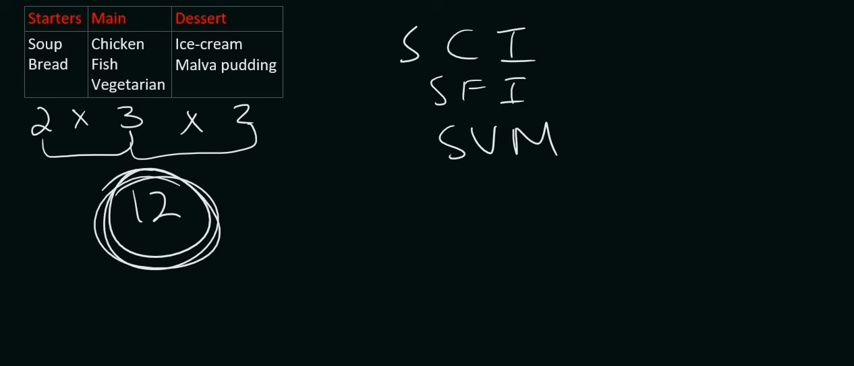 Starters Main Dessert
Soup Chicken Ice-cream
Bread Fish Malva pudding
Vegetarian
2 x 3 x 2
12
S C I
S F I
S V M